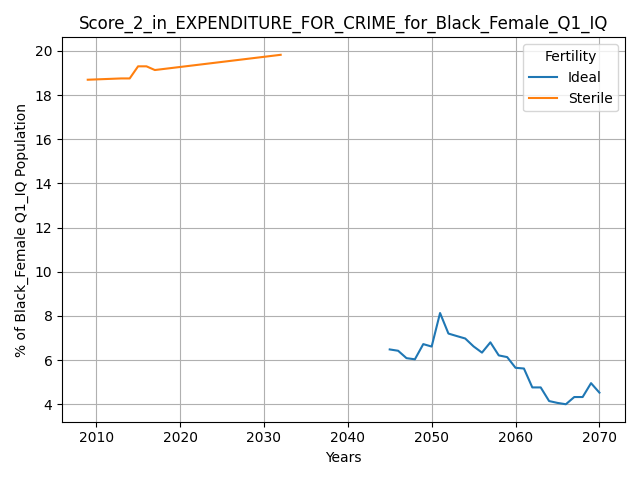 Score_2_in_EXPENDITURE_FOR_CRIME_for_Black_Female_Q1_IQ
Fertility
Ideal
Sterile
% of Black_Female Q1_IQ Population
20
18
16
14
12
10
8
6
4
2010 2020 2030 2040 2050 2060 2070
Years